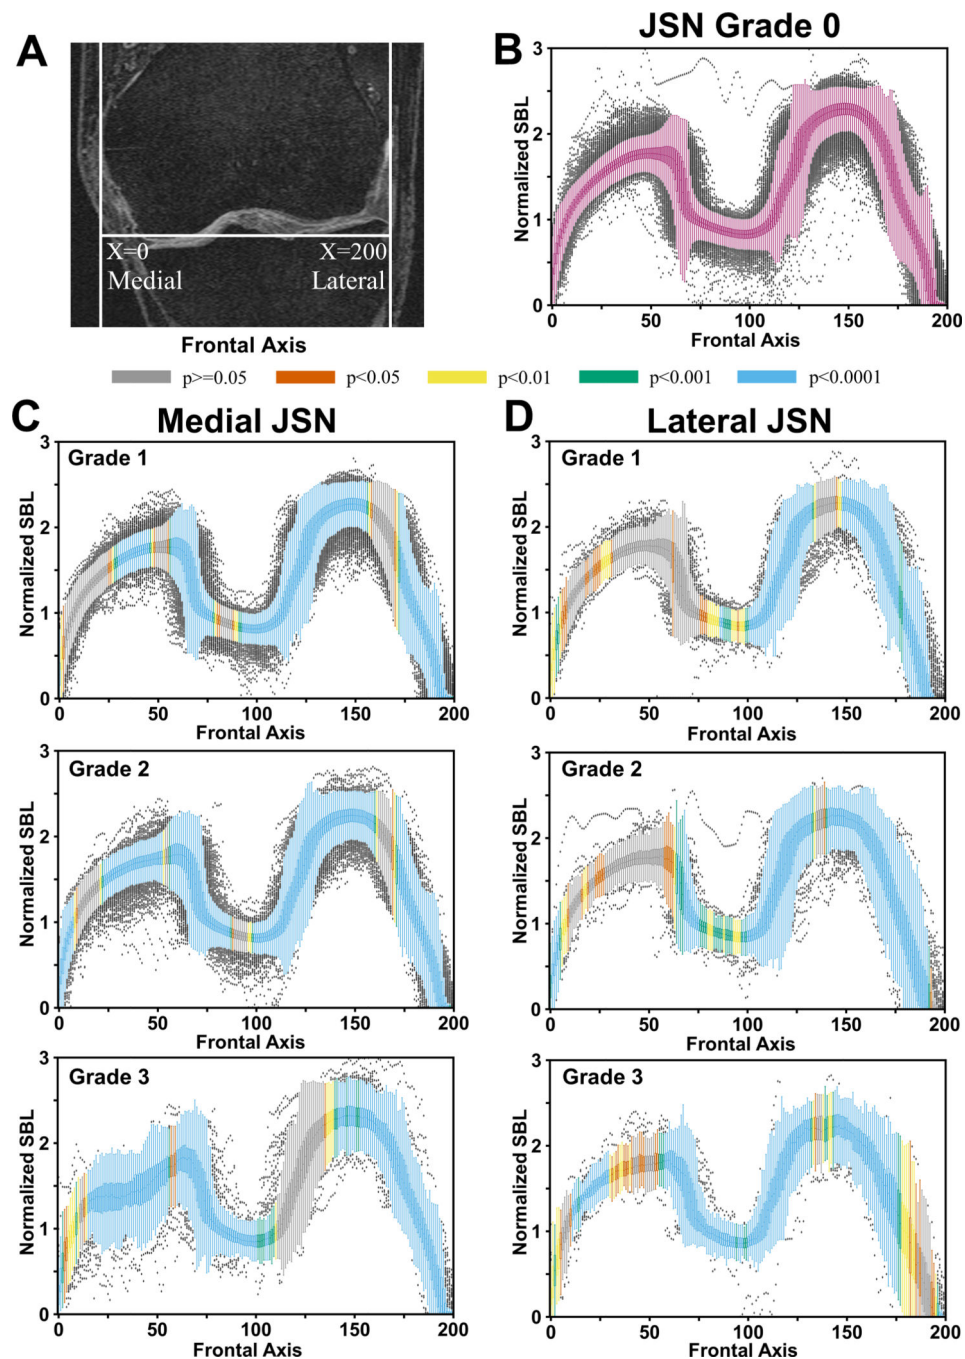 A
X=0
X=200
Medial
Lateral
Frontal Axis
B
JSN Grade 0
Normalized SBL
3
2
1
0
0
50
100
150
200
Frontal Axis
p>=0.05
p<0.05
p<0.01
p<0.001
p<0.0001
C
Medial JSN
Grade 1
Normalized SBL
3
2
1
0
0
50
100
150
200
Frontal Axis
Grade 2
Normalized SBL
3
2
1
0
0
50
100
150
200
Frontal Axis
Grade 3
Normalized SBL
3
2
1
0
0
50
100
150
200
Frontal Axis
D
Lateral JSN
Grade 1
Normalized SBL
3
2
1
0
0
50
100
150
200
Frontal Axis
Grade 2
Normalized SBL
3
2
1
0
0
50
100
150
200
Frontal Axis
Grade 3
Normalized SBL
3
2
1
0
0
50
100
150
200
Frontal Axis